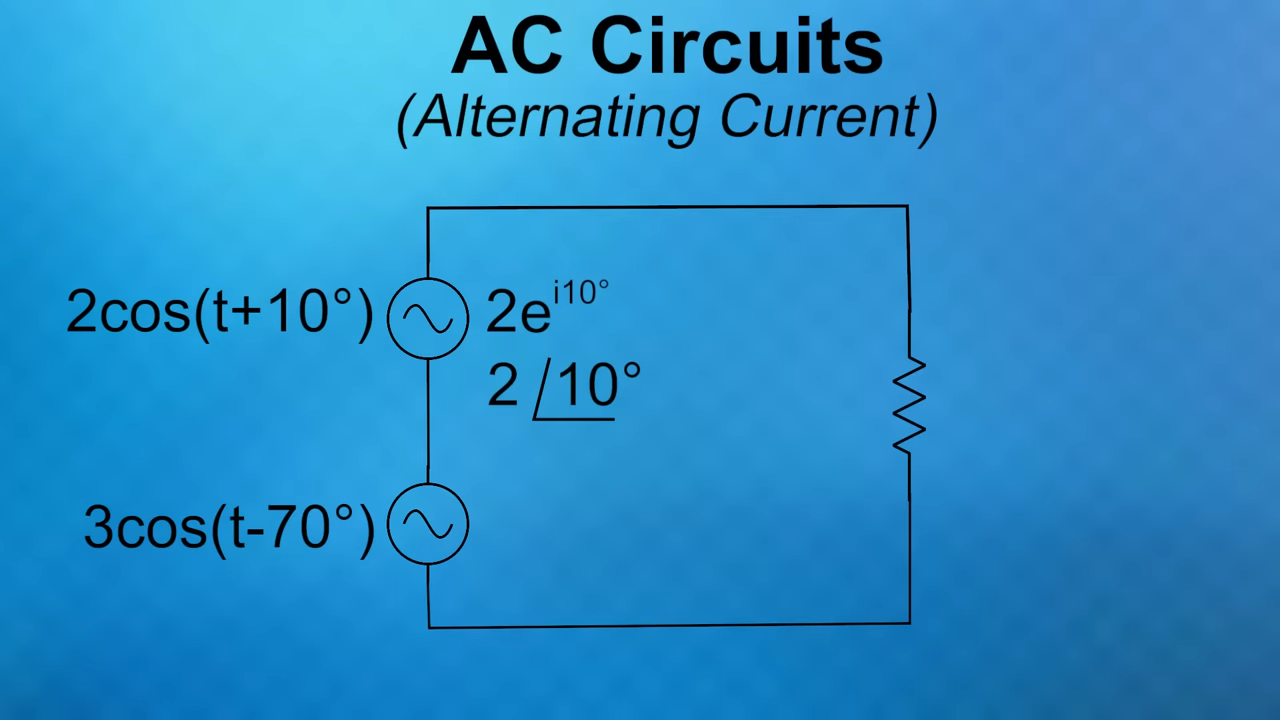 AC Circuits
(Alternating Current)
2cos(t+10°)
2e^i10°
2 /10°
3cos(t-70°)